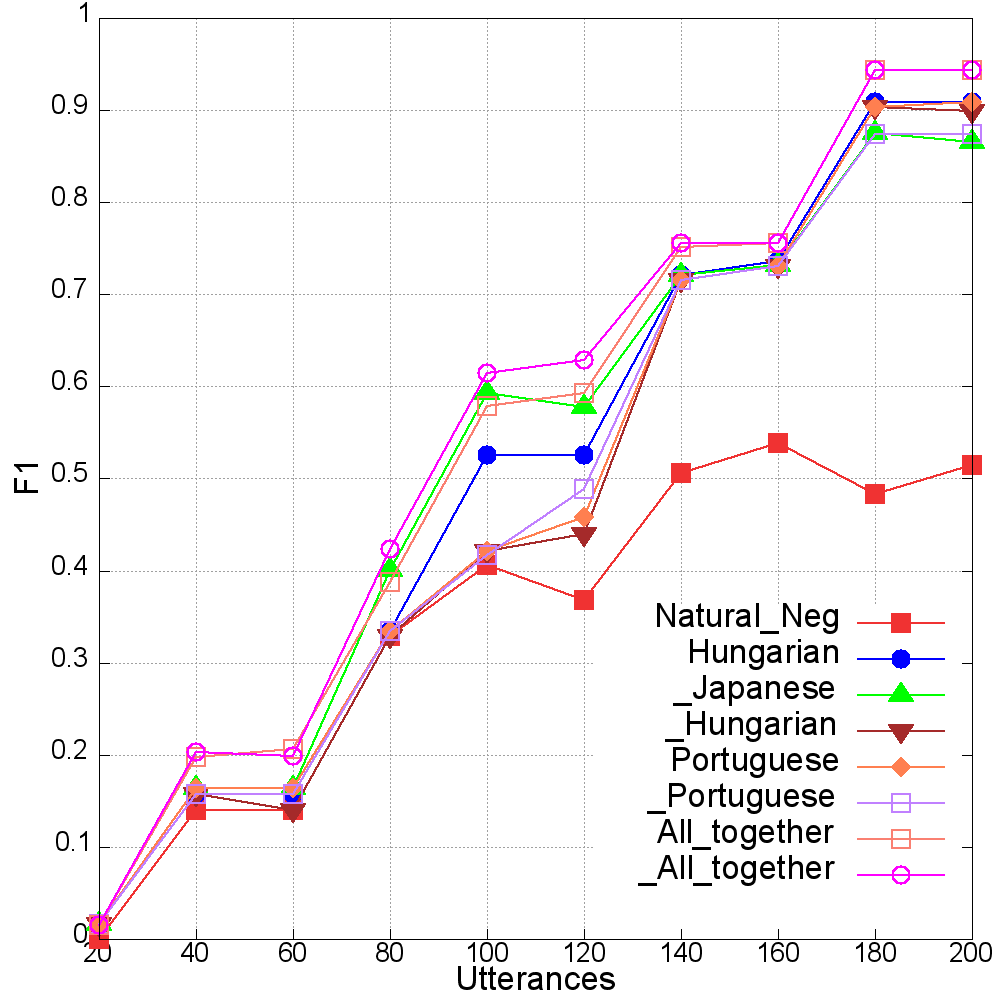 1
0.9
0.8
0.7
0.6
F1
0.5
0.4
0.3
0.2
0.1
0
Natural_Neg
Hungarian
_Japanese
_Hungarian
Portuguese
_Portuguese
All_together
_All_together
20 40 60 80 100 120 140 160 180 200
Utterances